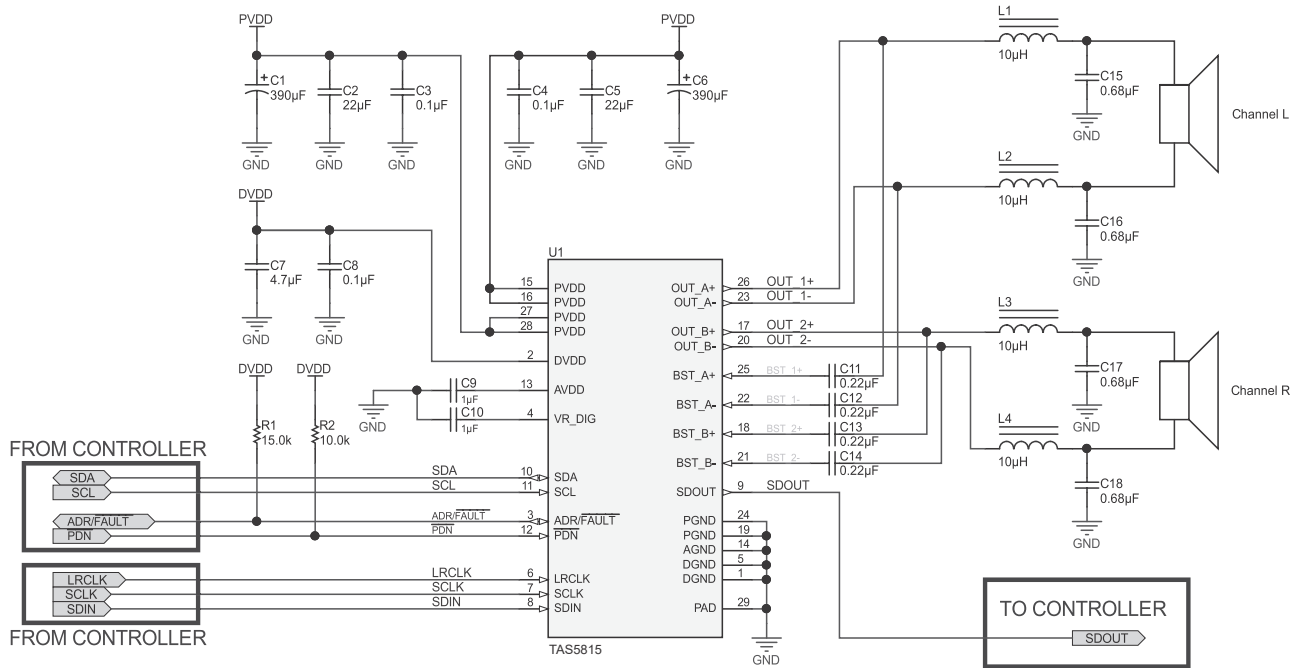 PVDD
C1
390µF
C2
22µF
C3
0.1µF
GND
GND
GND
PVDD
C4
0.1µF
C5
22µF
C6
390µF
GND
GND
GND
L1
10µH
C15
0.68µF
GND
Channel L
L2
10µH
C16
0.68µF
GND
DVDD
C7
4.7µF
C8
0.1µF
GND
GND
DVDD
DVDD
R1
15.0k
R2
10.0k
GND
C9
1µF
C10
1µF
U1
15 PVDD
16 PVDD
27 PVDD
28 PVDD
2 DVDD
13 AVDD
4 VR_DIG
10 SDA
11 SCL
3 ADR/FAULT
12 PDN
6 LRCLK
7 SCLK
8 SDIN
OUT_A+ 26 OUT_1+
OUT_A- 23 OUT_1-
OUT_B+ 17 OUT_2+
OUT_B- 20 OUT_2-
BST_A+ 25 BST_1+ C11
0.22µF
BST_A- 22 BST_1- C12
0.22µF
BST_B+ 18 BST_2+ C13
0.22µF
BST_B- 21 BST_2- C14
0.22µF
SDOUT 9 SDOUT
PGND 24
PGND 19
AGND 14
DGND 5
DGND 1
PAD 29
GND
TAS5815
L3
10µH
C17
0.68µF
GND
Channel R
L4
10µH
C18
0.68µF
GND
FROM CONTROLLER
SDA SDA
SCL SCL
ADR/FAULT ADR/FAULT
PDN PDN
LRCLK LRCLK
SCLK SCLK
SDIN SDIN
FROM CONTROLLER
TO CONTROLLER
SDOUT